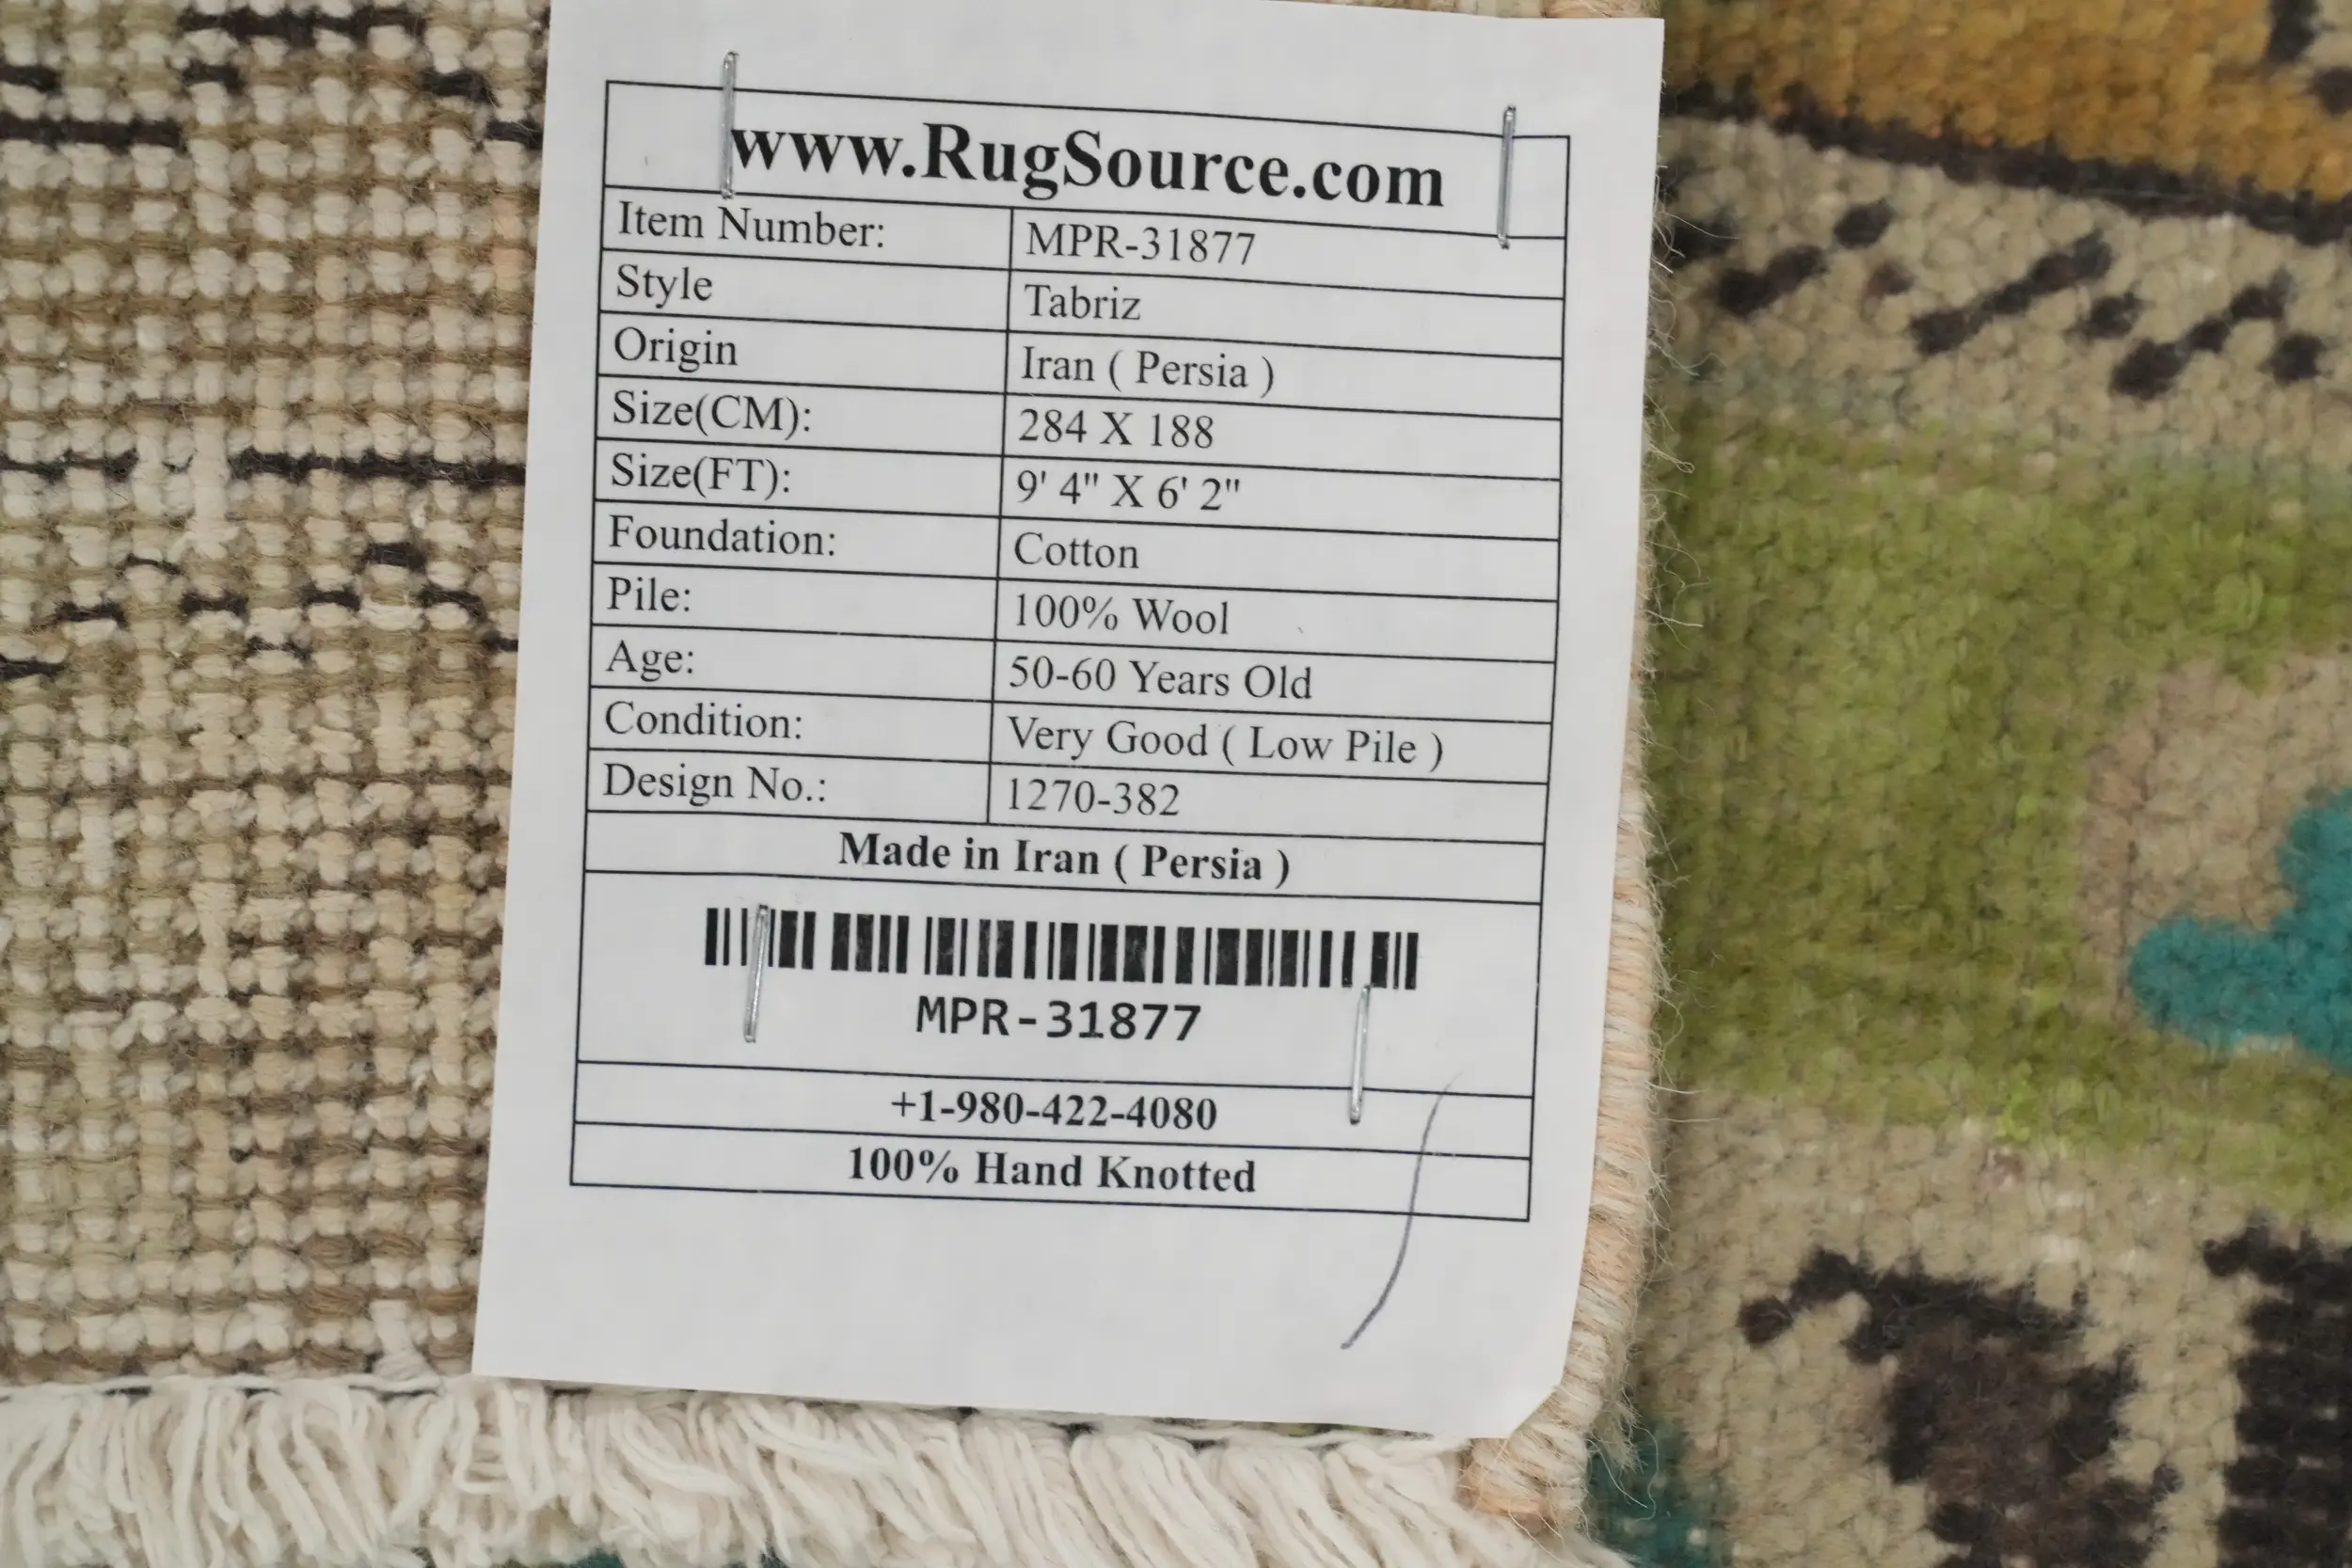 www.RugSource.com
Item Number: MPR-31877
Style Tabriz
Origin Iran ( Persia )
Size(CM): 284 X 188
Size(FT): 9' 4" X 6' 2"
Foundation: Cotton
Pile: 100% Wool
Age: 50-60 Years Old
Condition: Very Good ( Low Pile )
Design No.: 1270-382
Made in Iran ( Persia )
MPR-31877
+1-980-422-4080
100% Hand Knotted